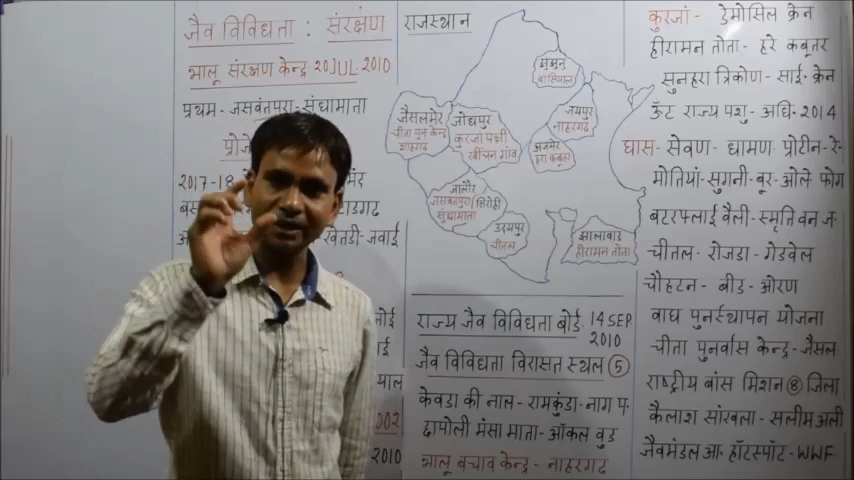 जैव विविधता : संरक्षण
भालू संरक्षण केन्द्र 20 JUL. 2010
प्रथम - जसवंतपुरा - सुंधामाता
2017-18
खेतडी - जवाई
2002
2010
राजस्थान
झुंझुनु
जयपुर
नाहरगढ
अजमेर
हरा कबूतर
जैसलमेर
चीता पुन केन्द्र
शाहगढ
जोधपुर
कुरजां पक्षी
खींचन गांव
जालौर
जसवंतपुरा
सुंधामाता
सिरोही
उदयपुर
चीतल
झालावाड
हीरामन तोता
राज्य जैव विविधता बोर्ड. 14 SEP. 2010
जैव विविधता विरासत स्थल 5
केवडा की नाल - रामकुंडा - नाग प-
छापोली मंसा माता - ऑकल वुड
भालू बचाव केन्द्र - नाहरगढ
कुरजां - डेमोसिल क्रेन
हीरामन तोता - हरे कबूतर
सुनहरा त्रिकोण - साई. क्रेन
ऊँट राज्य पशु - अधि. 2014
घास - सेवण - धामण प्रोटीन - रे-
मोतियां - सुगनी - बूर - ओले फोग
बटरफ्लाई वैली - स्मृति वन ज-
चीतल - रोजडा - गेडवेल
चौहटन - बीड - ओरण
वाघ पुनर्स्थापन योजना
चीता पुनर्वास केन्द्र - जैसल
राष्ट्रीय बांस मिशन 8 जिला
कैलाश सांखला - सलीम अली
जैवमंडल आ. हॉटस्पॉट - WWF